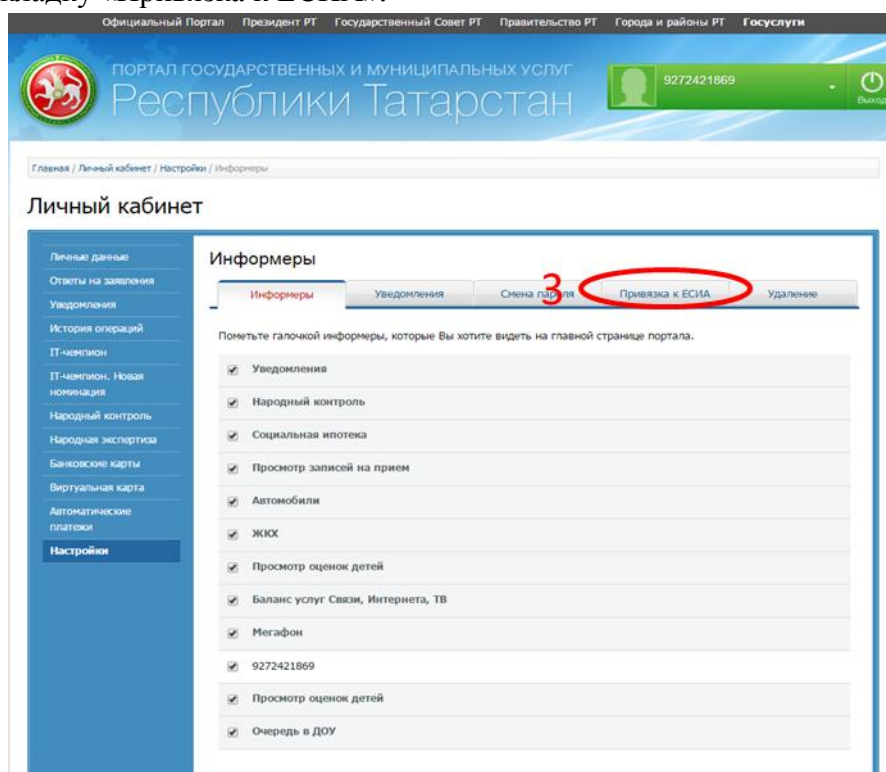 кладку «Привязка к ЕСИА».
Официальный Портал Президент РТ Государственный Совет РТ Правительство РТ Города и районы РТ Госуслуги
ПОРТАЛ ГОСУДАРСТВЕННЫХ И МУНИЦИПАЛЬНЫХ УСЛУГ
Республики Татарстан
9272421869
Выход
Главная / Личный кабинет / Настройки / Информеры
Личный кабинет
Личные данные
Ответы на заявления
Уведомления
История операций
IT-чемпион
IT-чемпион. Новая
номинация
Народный контроль
Народная экспертиза
Банковские карты
Виртуальная карта
Автоматические
платежи
Настройки
Информеры
3
Информеры Уведомления Смена пароля Привязка к ЕСИА Удаление
Пометьте галочкой информеры, которые Вы хотите видеть на главной странице портала.
Уведомления
Народный контроль
Социальная ипотека
Просмотр записей на прием
Автомобили
ЖКХ
Просмотр оценок детей
Баланс услуг Связи, Интернета, ТВ
Мегафон
9272421869
Просмотр оценок детей
Очередь в ДОУ